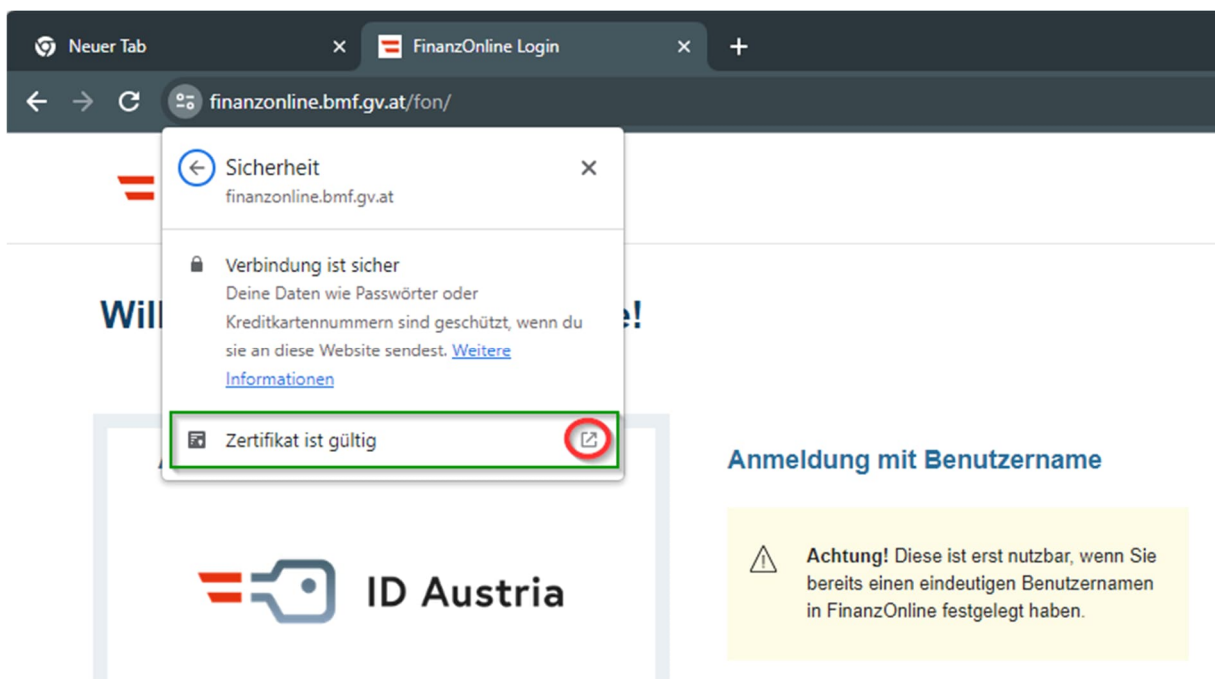 Neuer Tab
FinanzOnline Login
finanzonline.bmf.gv.at/fon/
Sicherheit
finanzonline.bmf.gv.at
Verbindung ist sicher
Deine Daten wie Passwörter oder
Kreditkartennummern sind geschützt, wenn du
sie an diese Website sendest. Weitere
Informationen
Zertifikat ist gültig
Anmeldung mit Benutzername
Achtung! Diese ist erst nutzbar, wenn Sie
bereits einen eindeutigen Benutzernamen
in FinanzOnline festgelegt haben.
ID Austria